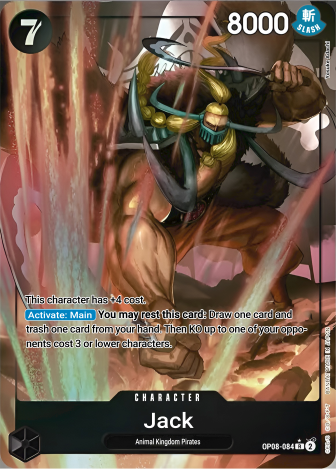 7
8000
斬
SLASH
This character has +4 cost.
Activate: Main You may rest this card: Draw one card and
trash one card from your hand. Then KO up to one of your oppo-
nents cost 3 or lower characters.
CHARACTER
Jack
Animal Kingdom Pirates
OP08-084 R 2